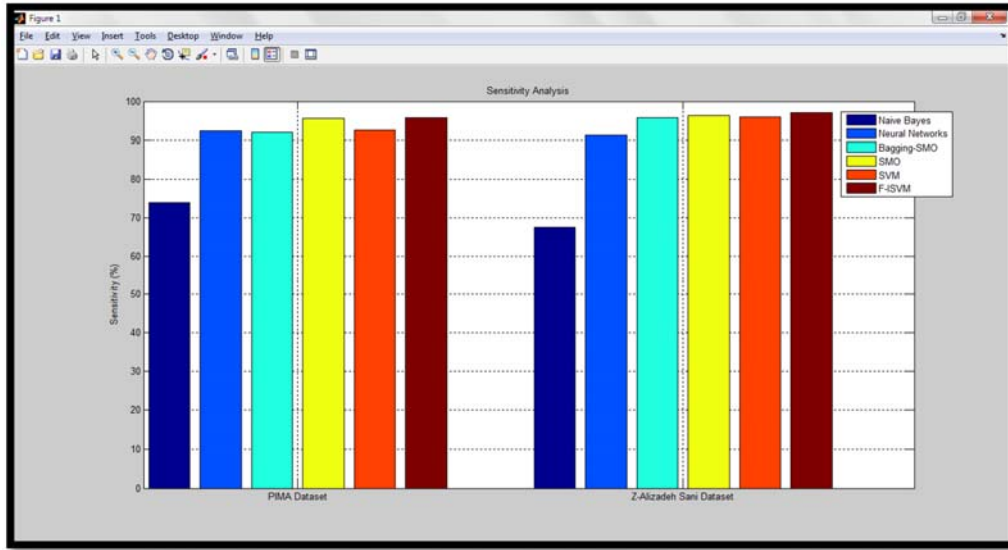 Figure 1
File Edit View Insert Tools Desktop Window Help
Sensitivity Analysis
Sensitivity (%)
100
90
80
70
60
50
40
30
20
10
0
PIMA Dataset
Z-Alizadeh Sani Dataset
Naive Bayes
Neural Networks
Bagging-SMO
SMO
SVM
F-ISVM